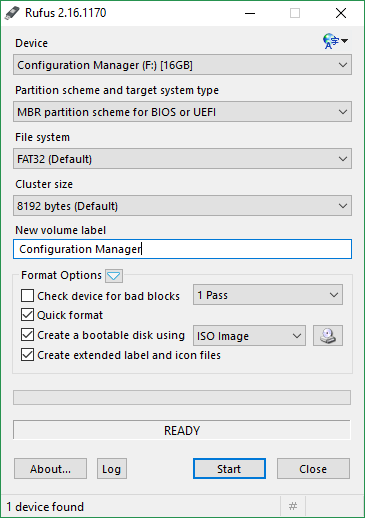 Rufus 2.16.1170
Device
Configuration Manager (F:) [16GB]
Partition scheme and target system type
MBR partition scheme for BIOS or UEFI
File system
FAT32 (Default)
Cluster size
8192 bytes (Default)
New volume label
Configuration Manager
Format Options
Check device for bad blocks 1 Pass
Quick format
Create a bootable disk using ISO Image
Create extended label and icon files
READY
About... Log Start Close
1 device found #